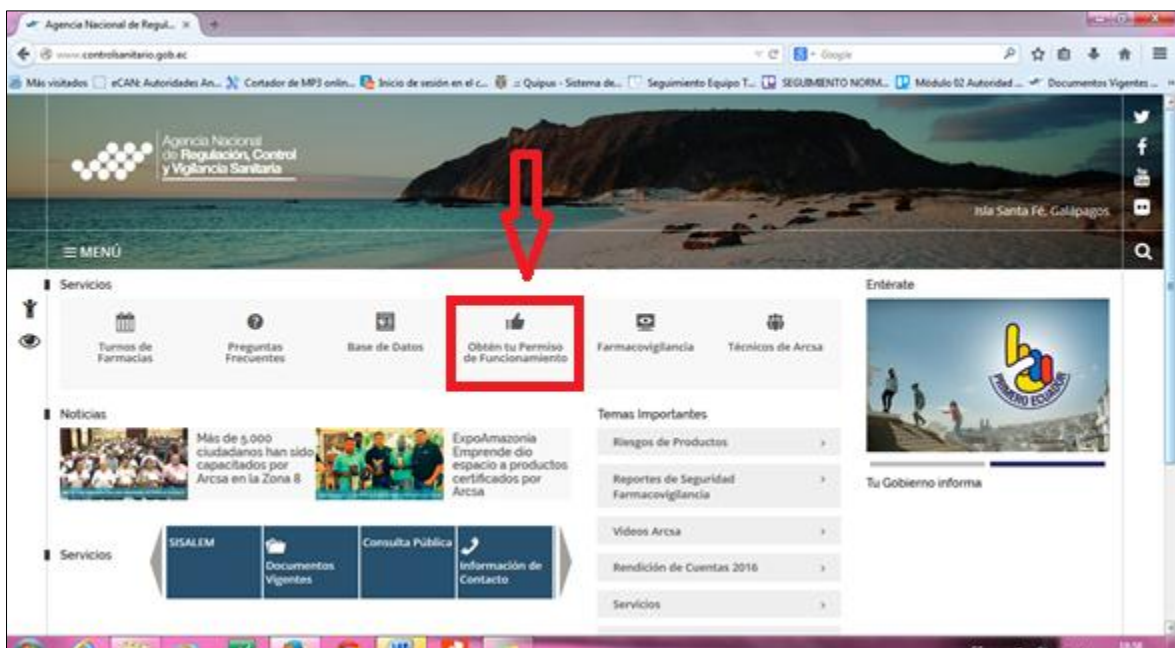 Agencia Nacional de Regul...
www.controlsanitario.gob.ec
Google
Más visitados
eCAN: Autoridades An...
Cortador de MP3 onlin...
Inicio de sesión en el c...
:: Quipux - Sistema de...
Seguimiento Equipo T...
SEGUIMIENTO NORM...
Módulo 02 Autoridad ...
Documentos Vigentes ...
Agencia Nacional
de Regulación, Control
y Vigilancia Sanitaria
Isla Santa Fé, Galápagos
MENÚ
Servicios
Turnos de
Farmacias
Preguntas
Frecuentes
Base de Datos
Obtén tu Permiso
de Funcionamiento
Farmacovigilancia
Técnicos de Arcsa
Entérate
PRIMERO ECUADOR
Tu Gobierno informa
Noticias
Más de 5.000
ciudadanos han sido
capacitados por
Arcsa en la Zona 8
ExpoAmazonía
Emprende dio
espacio a productos
certificados por
Arcsa
Temas Importantes
Riesgos de Productos
Reportes de Seguridad
Farmacovigilancia
Videos Arcsa
Rendición de Cuentas 2016
Servicios
Servicios
SISALEM
Documentos
Vigentes
Consulta Pública
Información de
Contacto